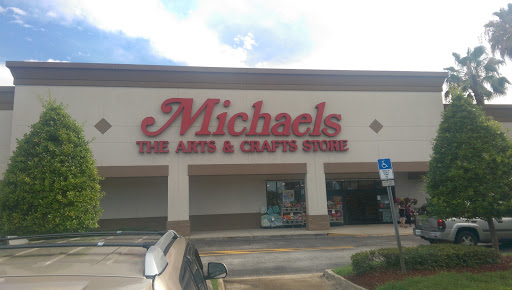 Michaels
THE ARTS & CRAFTS STORE